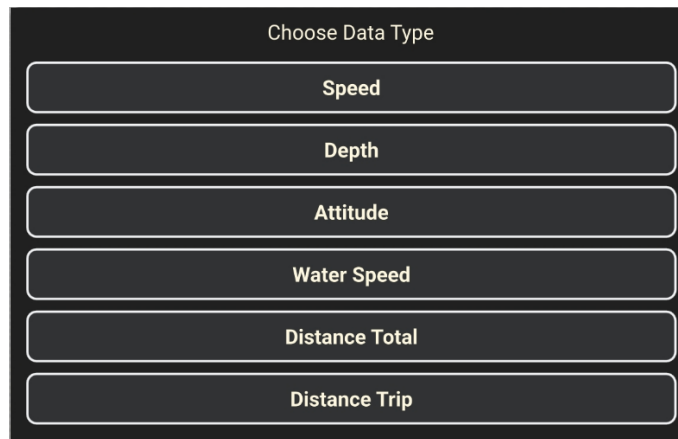 Choose Data Type
Speed
Depth
Attitude
Water Speed
Distance Total
Distance Trip